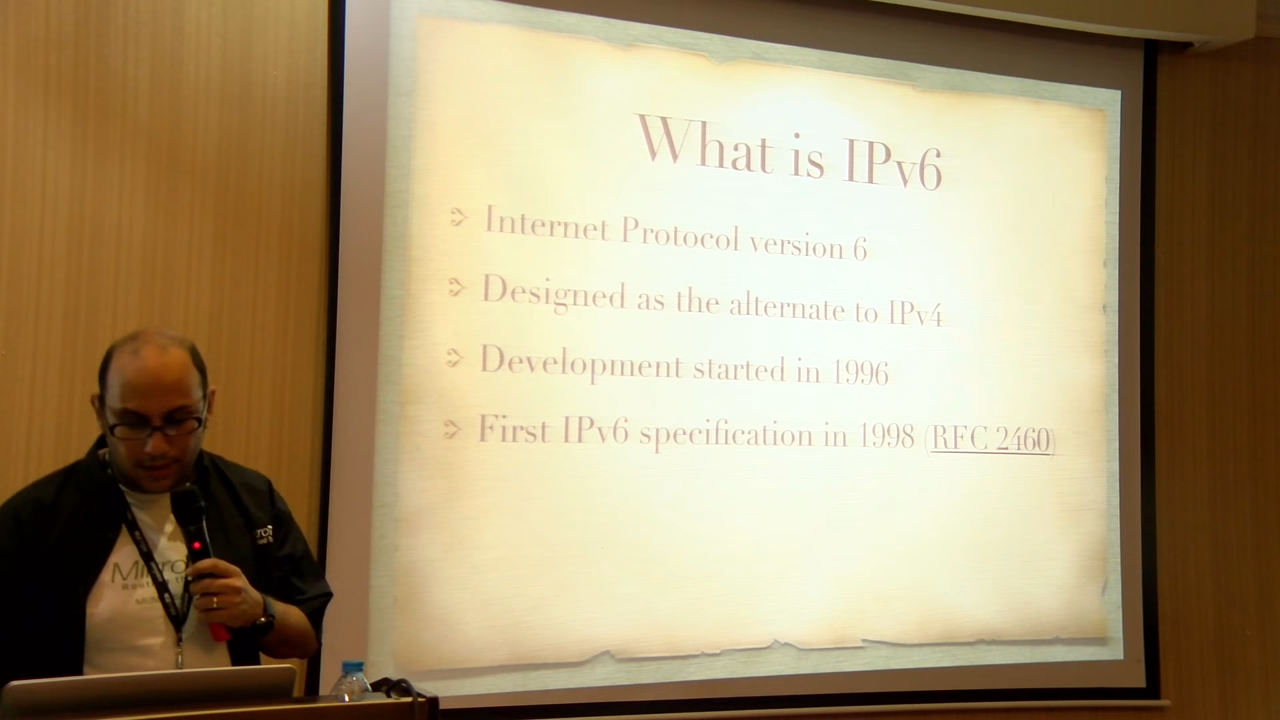 What is IPv6
Internet Protocol version 6
Designed as the alternate to IPv4
Development started in 1996
First IPv6 specification in 1998 (RFC 2460)